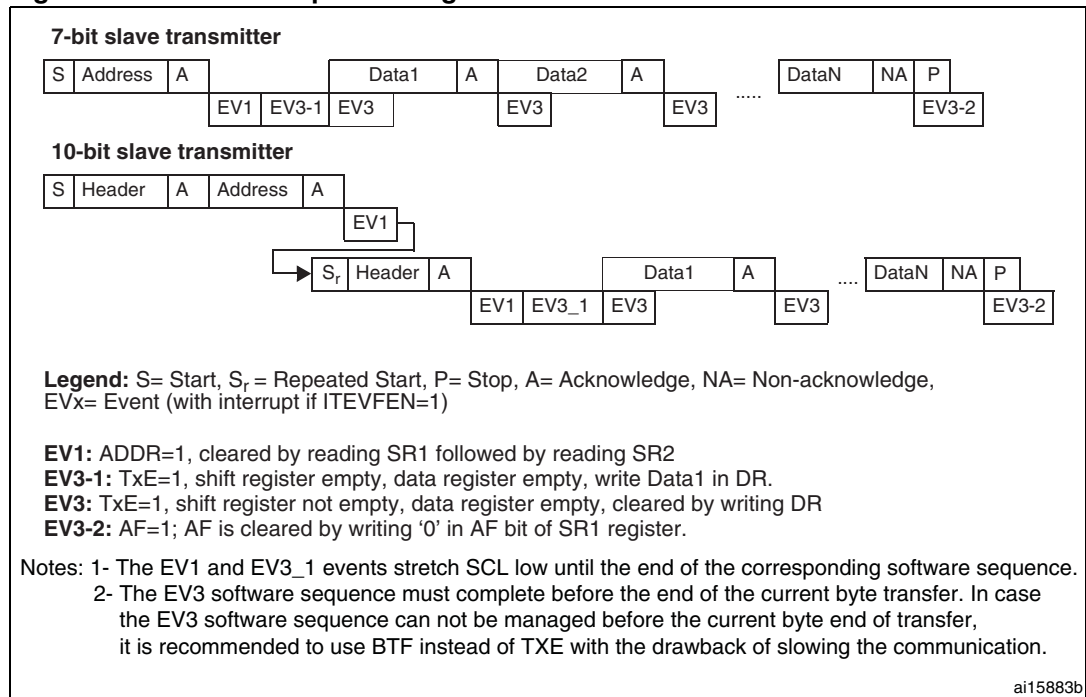 7-bit slave transmitter
S Address A Data1 A Data2 A ..... DataN NA P
EV1 EV3-1 EV3 EV3 EV3 EV3-2
10-bit slave transmitter
S Header A Address A
EV1
Sr Header A Data1 A .... DataN NA P
EV1 EV3_1 EV3 EV3 EV3-2
Legend: S= Start, Sr = Repeated Start, P= Stop, A= Acknowledge, NA= Non-acknowledge,
EVx= Event (with interrupt if ITEVFEN=1)
EV1: ADDR=1, cleared by reading SR1 followed by reading SR2
EV3-1: TxE=1, shift register empty, data register empty, write Data1 in DR.
EV3: TxE=1, shift register not empty, data register empty, cleared by writing DR
EV3-2: AF=1; AF is cleared by writing ‘0’ in AF bit of SR1 register.
Notes: 1- The EV1 and EV3_1 events stretch SCL low until the end of the corresponding software sequence.
2- The EV3 software sequence must complete before the end of the current byte transfer. In case
the EV3 software sequence can not be managed before the current byte end of transfer,
it is recommended to use BTF instead of TXE with the drawback of slowing the communication.
ai15883b